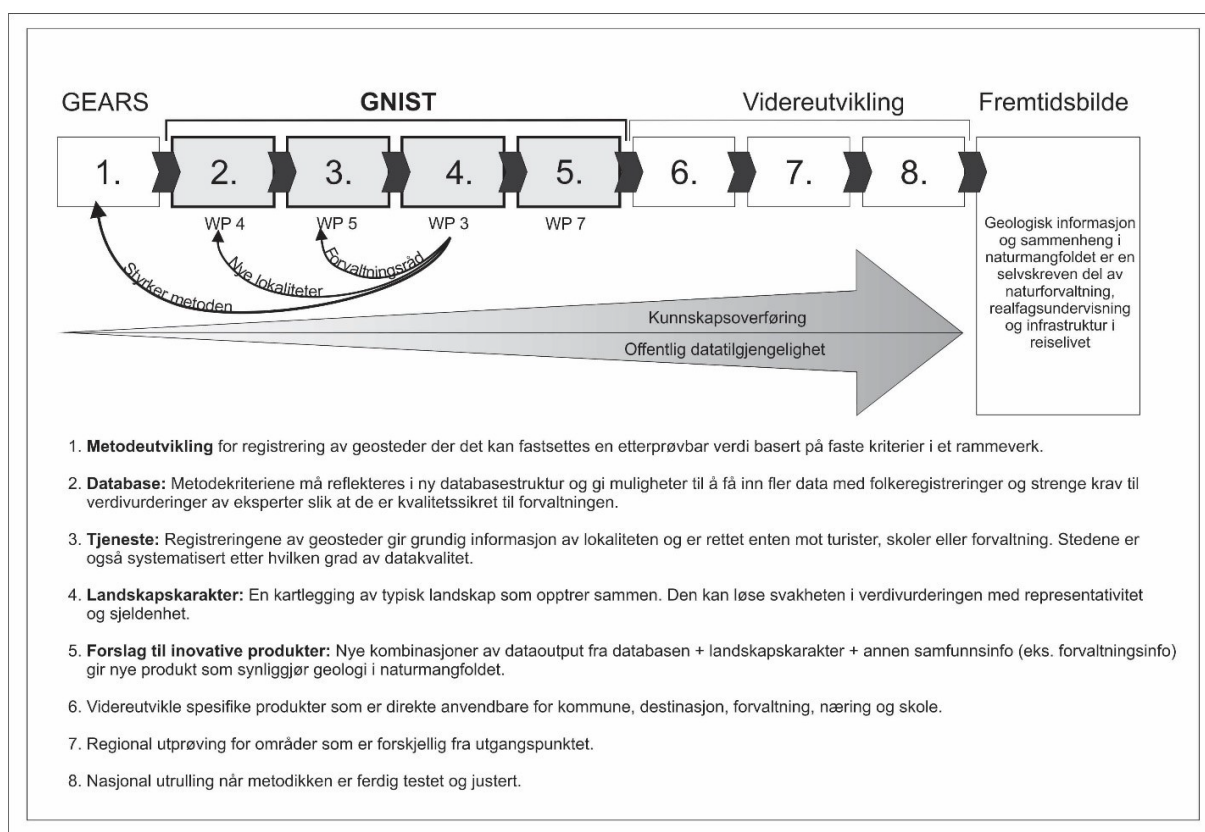 GEARS GNIST Videreutvikling Fremtidsbilde
1. 2. 3. 4. 5. 6. 7. 8.
WP 4 WP 5 WP 3 WP 7
Forvaltningsråd
Nye lokaliteter
Styrker metoden
Kunnskapsoverføring
Offentlig datatilgjengelighet
Geologisk informasjon
og sammenheng i
naturmangfoldet er en
selvskreven del av
naturforvaltning,
realfagsundervisning
og infrastruktur i
reiselivet
1. Metodeutvikling for registrering av geosteder der det kan fastsettes en etterprøvbar verdi basert på faste kriterier i et rammeverk.
2. Database: Metodekriteriene må reflekteres i ny databasestruktur og gi muligheter til å få inn fler data med folkeregistreringer og strenge krav til
verdivurderinger av eksperter slik at de er kvalitetssikret til forvaltningen.
3. Tjeneste: Registreringene av geosteder gir grundig informasjon av lokaliteten og er rettet enten mot turister, skoler eller forvaltning. Stedene er
også systematisert etter hvilken grad av datakvalitet.
4. Landskapskarakter: En kartlegging av typisk landskap som opptrer sammen. Den kan løse svakheten i verdivurderingen med representativitet
og sjeldenhet.
5. Forslag til inovative produkter: Nye kombinasjoner av dataoutput fra databasen + landskapskarakter + annen samfunnsinfo (eks. forvaltningsinfo)
gir nye produkt som synliggjør geologi i naturmangfoldet.
6. Videreutvikle spesifike produkter som er direkte anvendbare for kommune, destinasjon, forvaltning, næring og skole.
7. Regional utprøving for områder som er forskjellig fra utgangspunktet.
8. Nasjonal utrulling når metodikken er ferdig testet og justert.